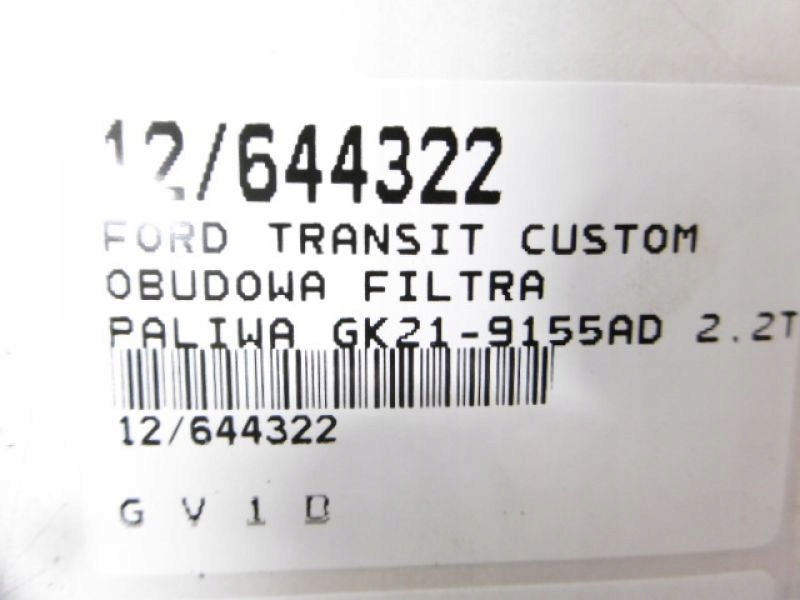 12/644322
FORD TRANSIT CUSTOM
OBUDOWA FILTRA
PALIWA GK21-9155AD 2.2T
12/644322
G V 1 D